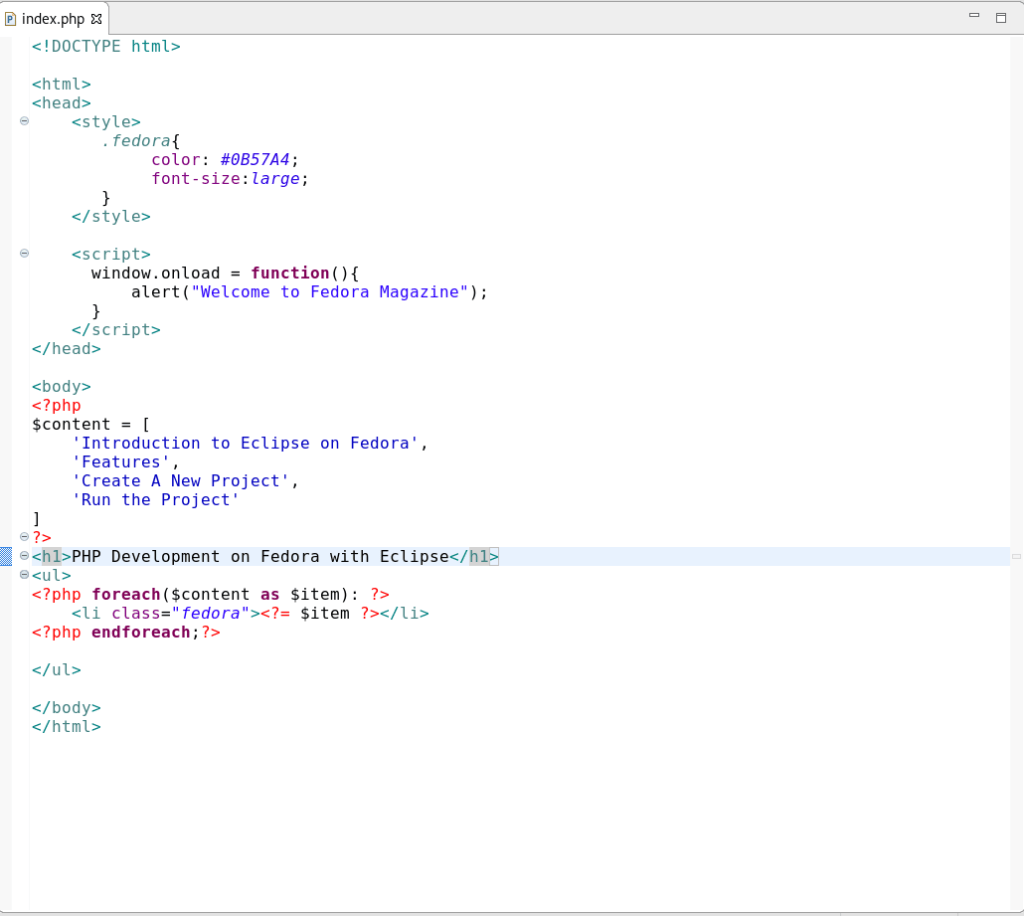 index.php
<!DOCTYPE html>
<html>
<head>
<style>
.fedora{
color: #0B57A4;
font-size:large;
}
</style>
<script>
window.onload = function(){
alert("Welcome to Fedora Magazine");
}
</script>
</head>
<body>
<?php
$content = [
'Introduction to Eclipse on Fedora',
'Features',
'Create A New Project',
'Run the Project'
]
?>
<h1>PHP Development on Fedora with Eclipse</h1>
<ul>
<?php foreach($content as $item): ?>
<li class="fedora"><?= $item ?></li>
<?php endforeach;?>
</ul>
</body>
</html>